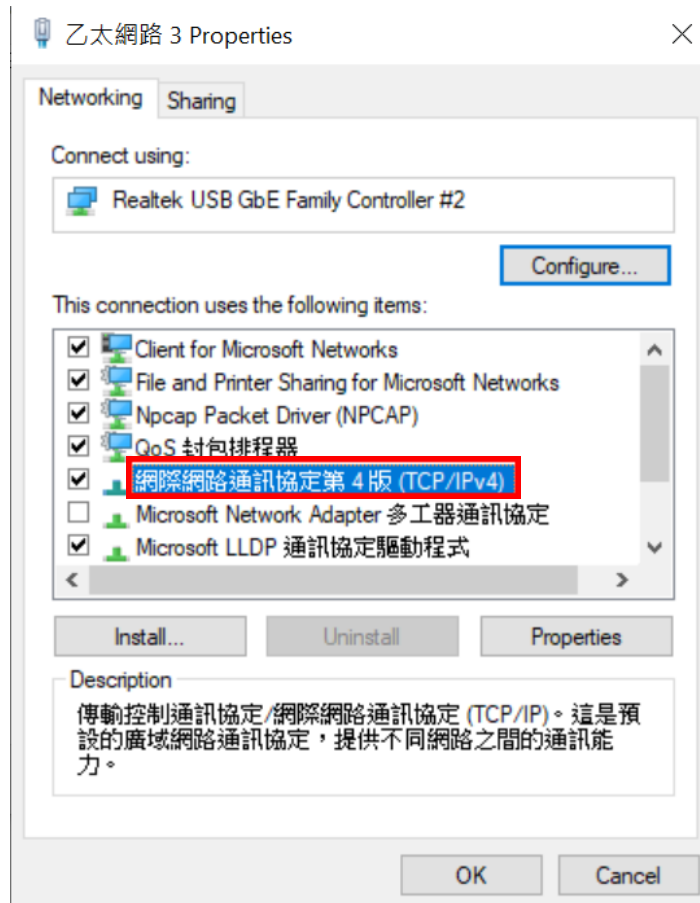 乙太網路 3 Properties
Networking
Sharing
Connect using:
Realtek USB GbE Family Controller #2
Configure...
This connection uses the following items:
Client for Microsoft Networks
File and Printer Sharing for Microsoft Networks
Npcap Packet Driver (NPCAP)
QoS 封包排程器
網際網路通訊協定第 4 版 (TCP/IPv4)
Microsoft Network Adapter 多工器通訊協定
Microsoft LLDP 通訊協定驅動程式
Install...
Uninstall
Properties
Description
傳輸控制通訊協定/網際網路通訊協定 (TCP/IP)。這是預
設的廣域網路通訊協定，提供不同網路之間的通訊能
力。
OK
Cancel